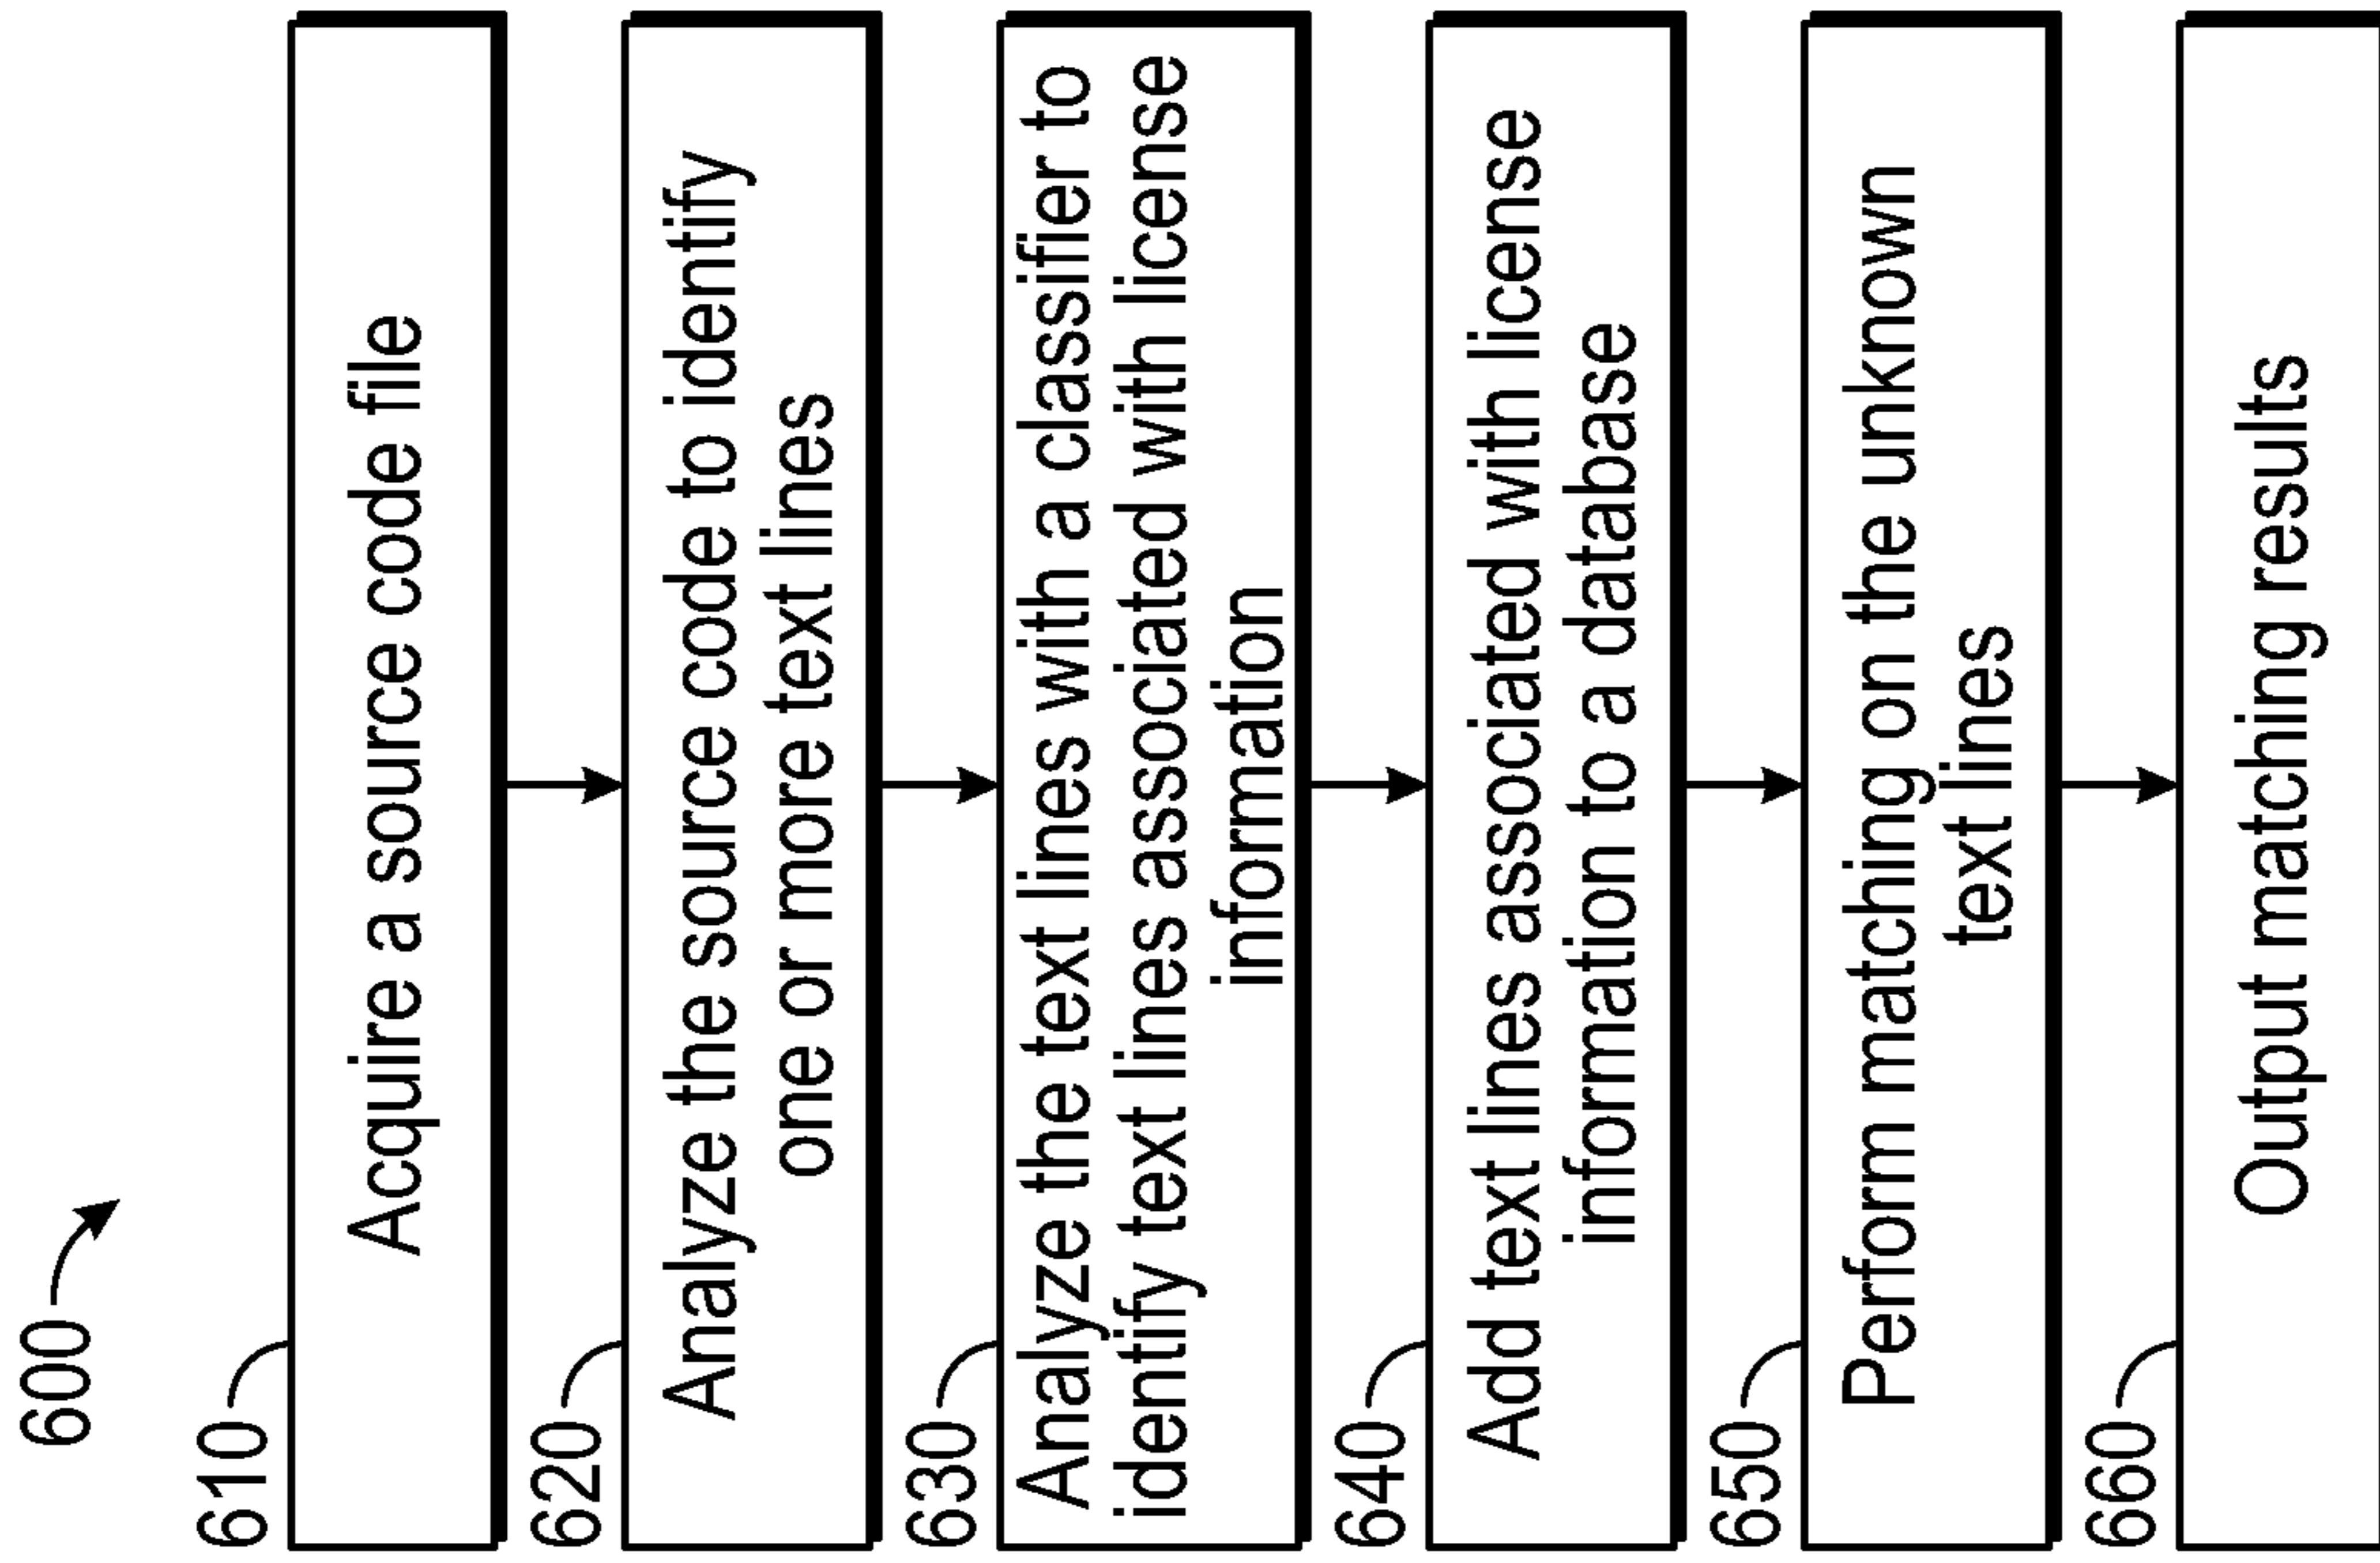 600
610
Acquire a source code file
620
Analyze the source code to identify
one or more text lines
630
Analyze the text lines with a classifier to
identify text lines associated with license
information
640
Add text lines associated with license
information to a database
650
Perform matching on the unknown
text lines
660
Output matching results